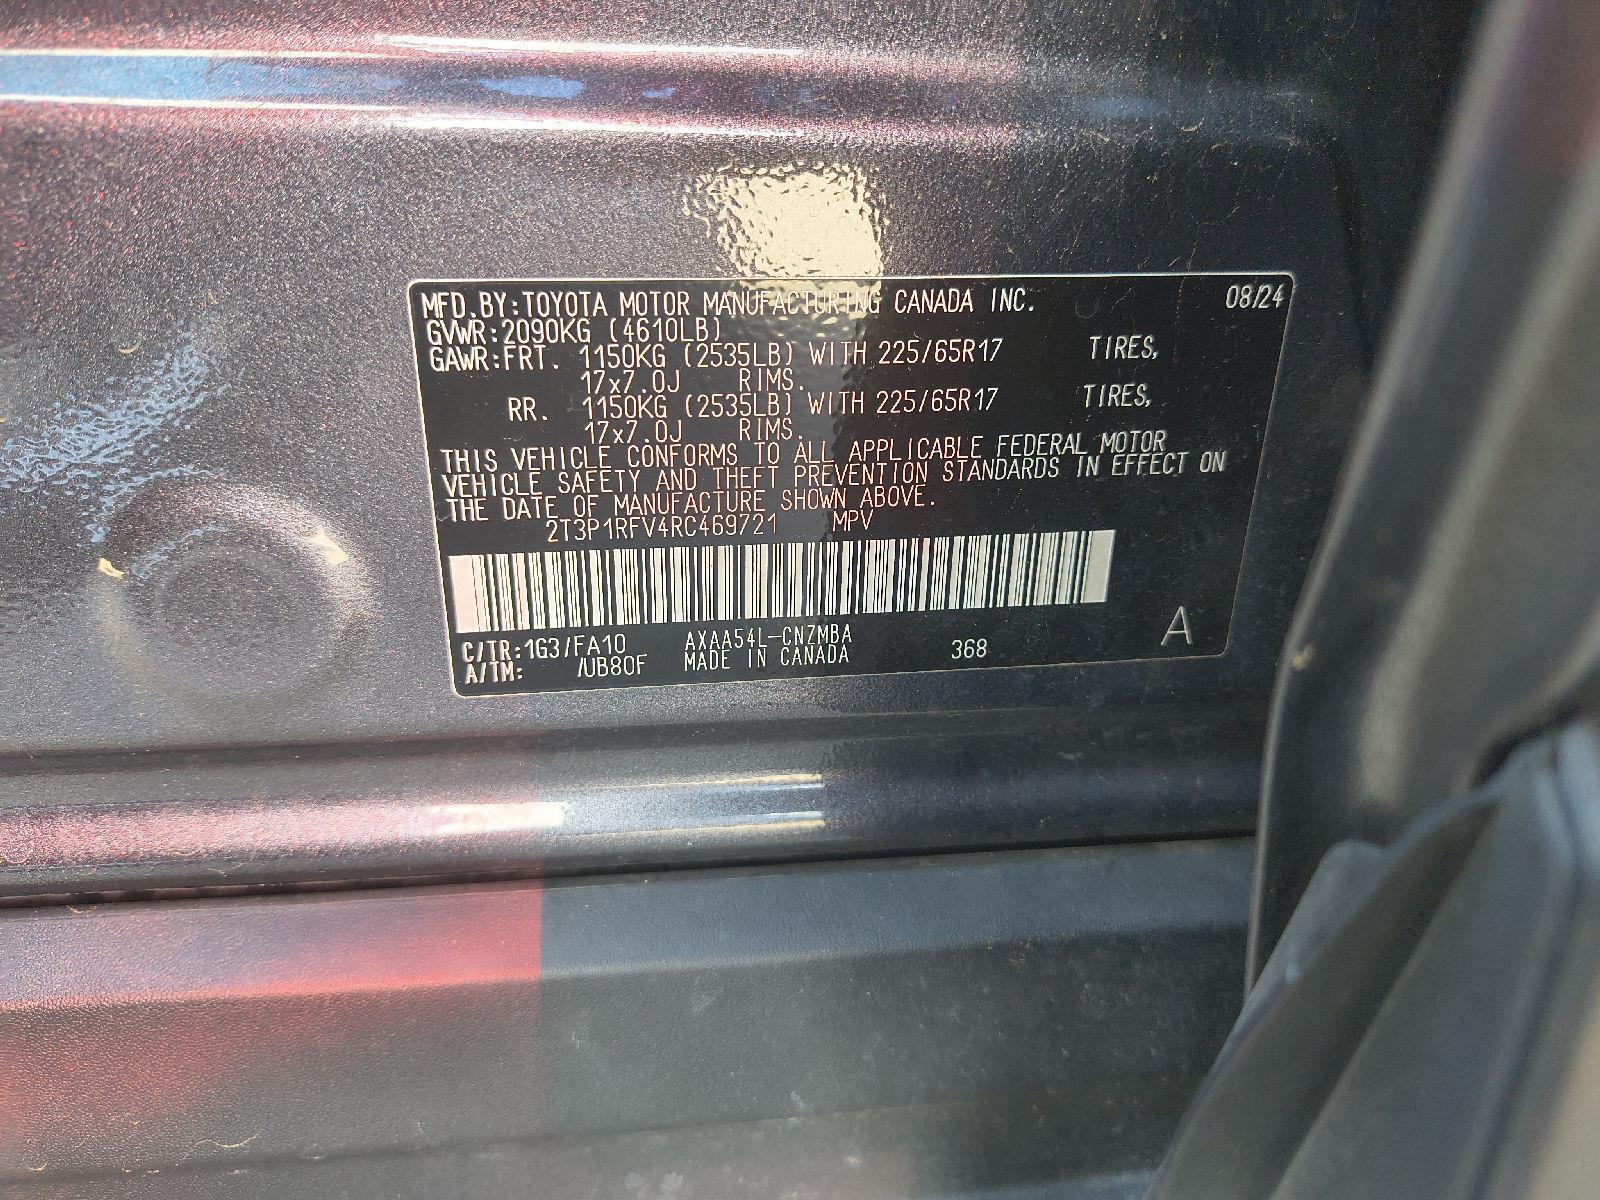 MFD.BY:TOYOTA MOTOR MANUFACTURING CANADA INC. 08/24
GVWR:2090KG (4610LB)
GAWR:FRT. 1150KG (2535LB) WITH 225/65R17 TIRES,
17x7.0J RIMS.
RR. 1150KG (2535LB) WITH 225/65R17 TIRES,
17x7.0J RIMS.
THIS VEHICLE CONFORMS TO ALL APPLICABLE FEDERAL MOTOR
VEHICLE SAFETY AND THEFT PREVENTION STANDARDS IN EFFECT ON
THE DATE OF MANUFACTURE SHOWN ABOVE.
2T3P1RFV4RC469721 MPV
C/TR:1G3/FA10 AXAA54L-CNZMBA 368 A
A/TM: /UB80F MADE IN CANADA